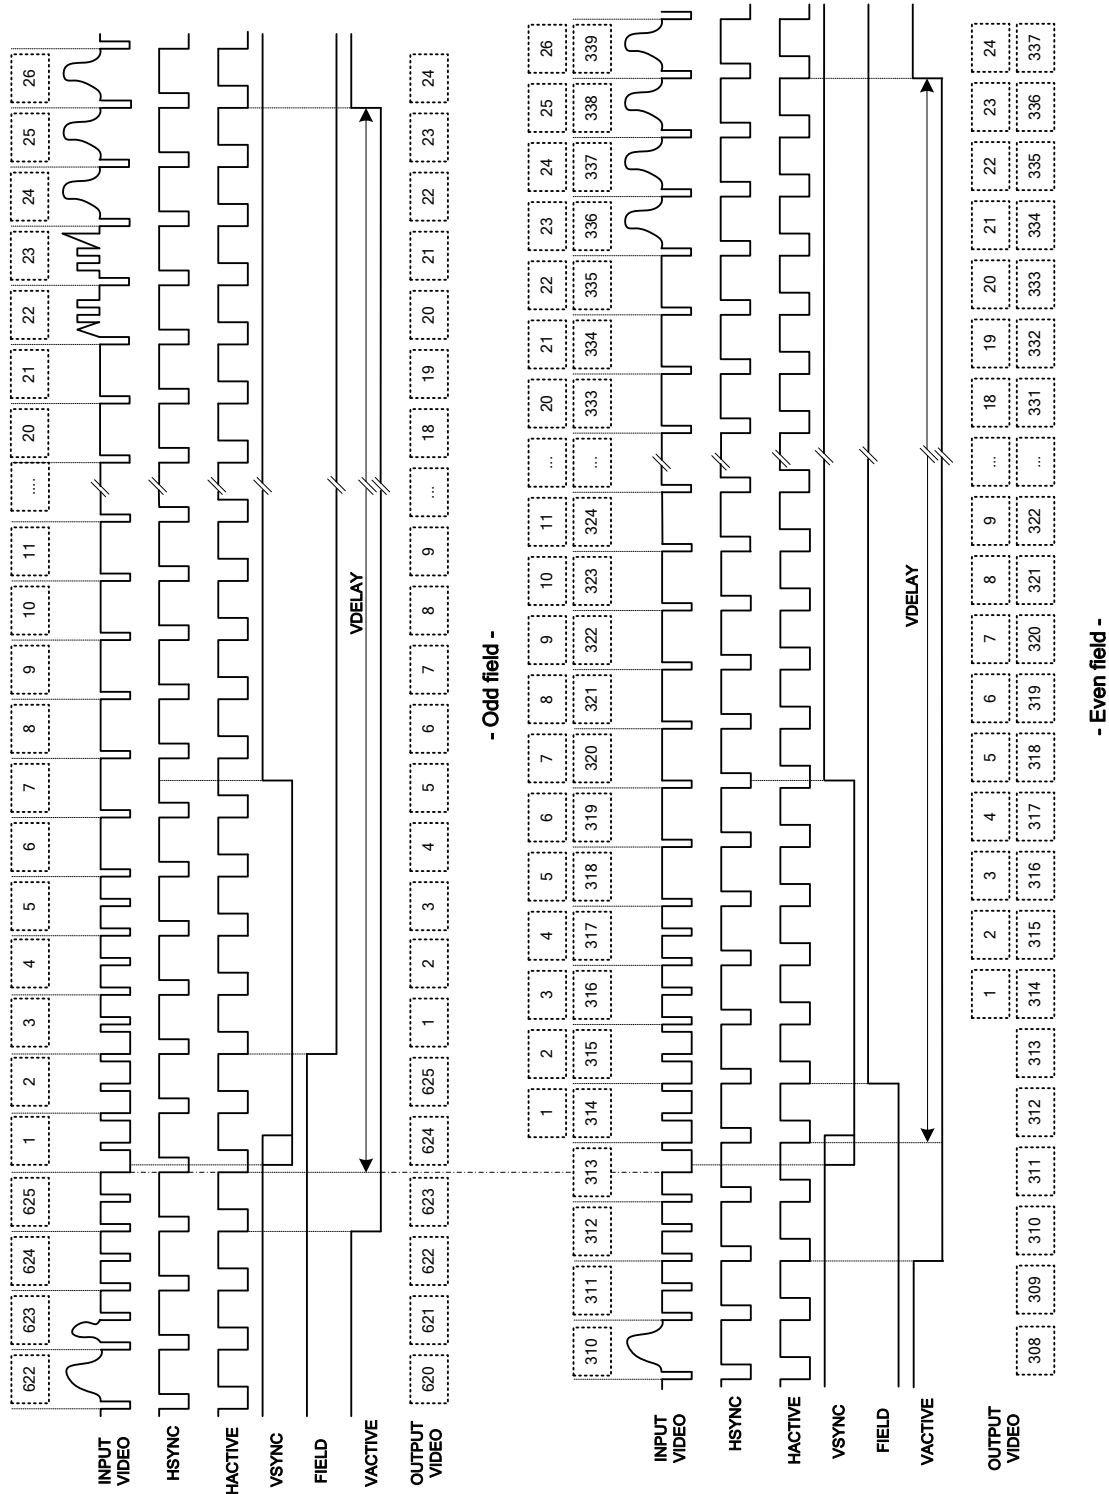 622 623 624 625 1 2 3 4 5 6 7 8 9 10 11 .... 20 21 22 23 24 25 26
INPUT VIDEO
HSYNC
HACTIVE
VSYNC
FIELD
VDELAY
VACTIVE
OUTPUT VIDEO
620 621 622 623 624 625 1 2 3 4 5 6 7 8 9 ... 18 19 20 21 22 23 24
- Odd field -
1 2 3 4 5 6 7 8 9 10 11 ... 20 21 22 23 24 25 26
310 311 312 313 314 315 316 317 318 319 320 321 322 323 324 ... 333 334 335 336 337 338 339
INPUT VIDEO
HSYNC
HACTIVE
VSYNC
FIELD
VDELAY
VACTIVE
1 2 3 4 5 6 7 8 9 ... 18 19 20 21 22 23 24
OUTPUT VIDEO
308 309 310 311 312 313 314 315 316 317 318 319 320 321 322 ... 331 332 333 334 335 336 337
- Even field -